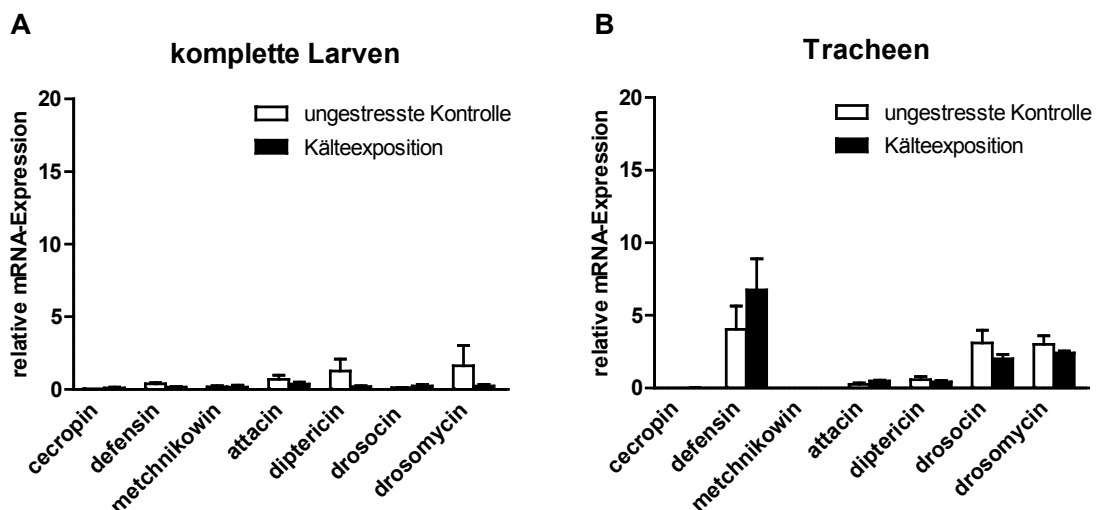 A
komplette Larven
relative mRNA-Expression
20
15
10
5
0
ungestresste Kontrolle
Kälteexposition
cecropin
defensin
metchnikowin
attacin
diptericin
drosocin
drosomycin
B
Tracheen
relative mRNA-Expression
20
15
10
5
0
ungestresste Kontrolle
Kälteexposition
cecropin
defensin
metchnikowin
attacin
diptericin
drosocin
drosomycin